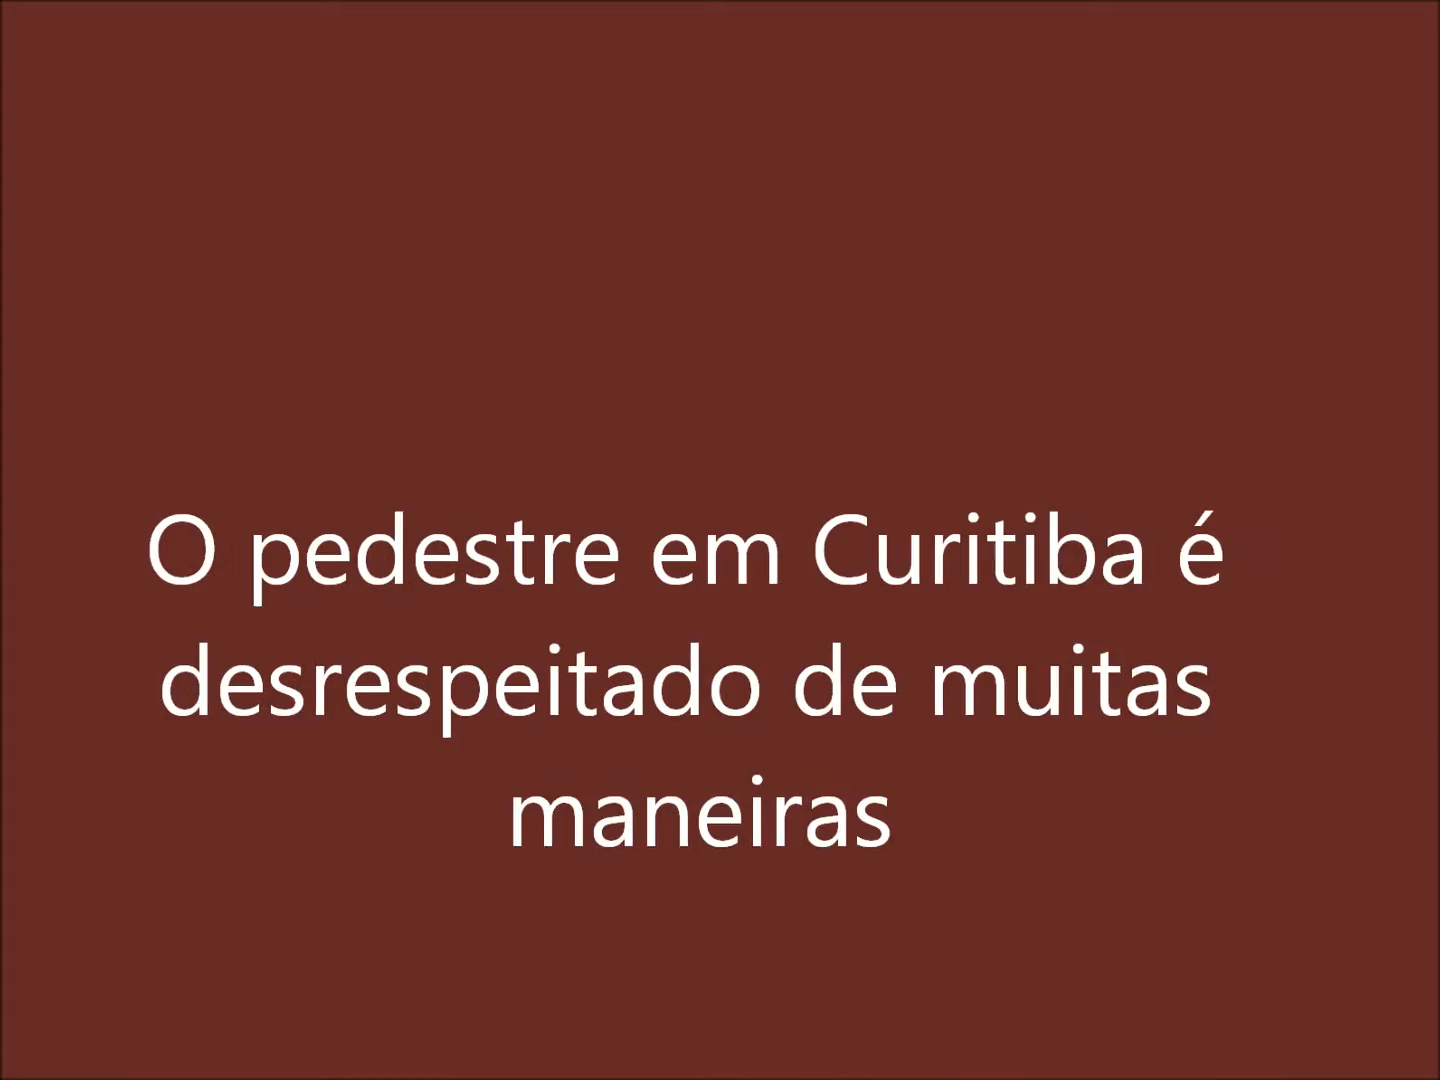 O pedestre em Curitiba é
desrespeitado de muitas
maneiras